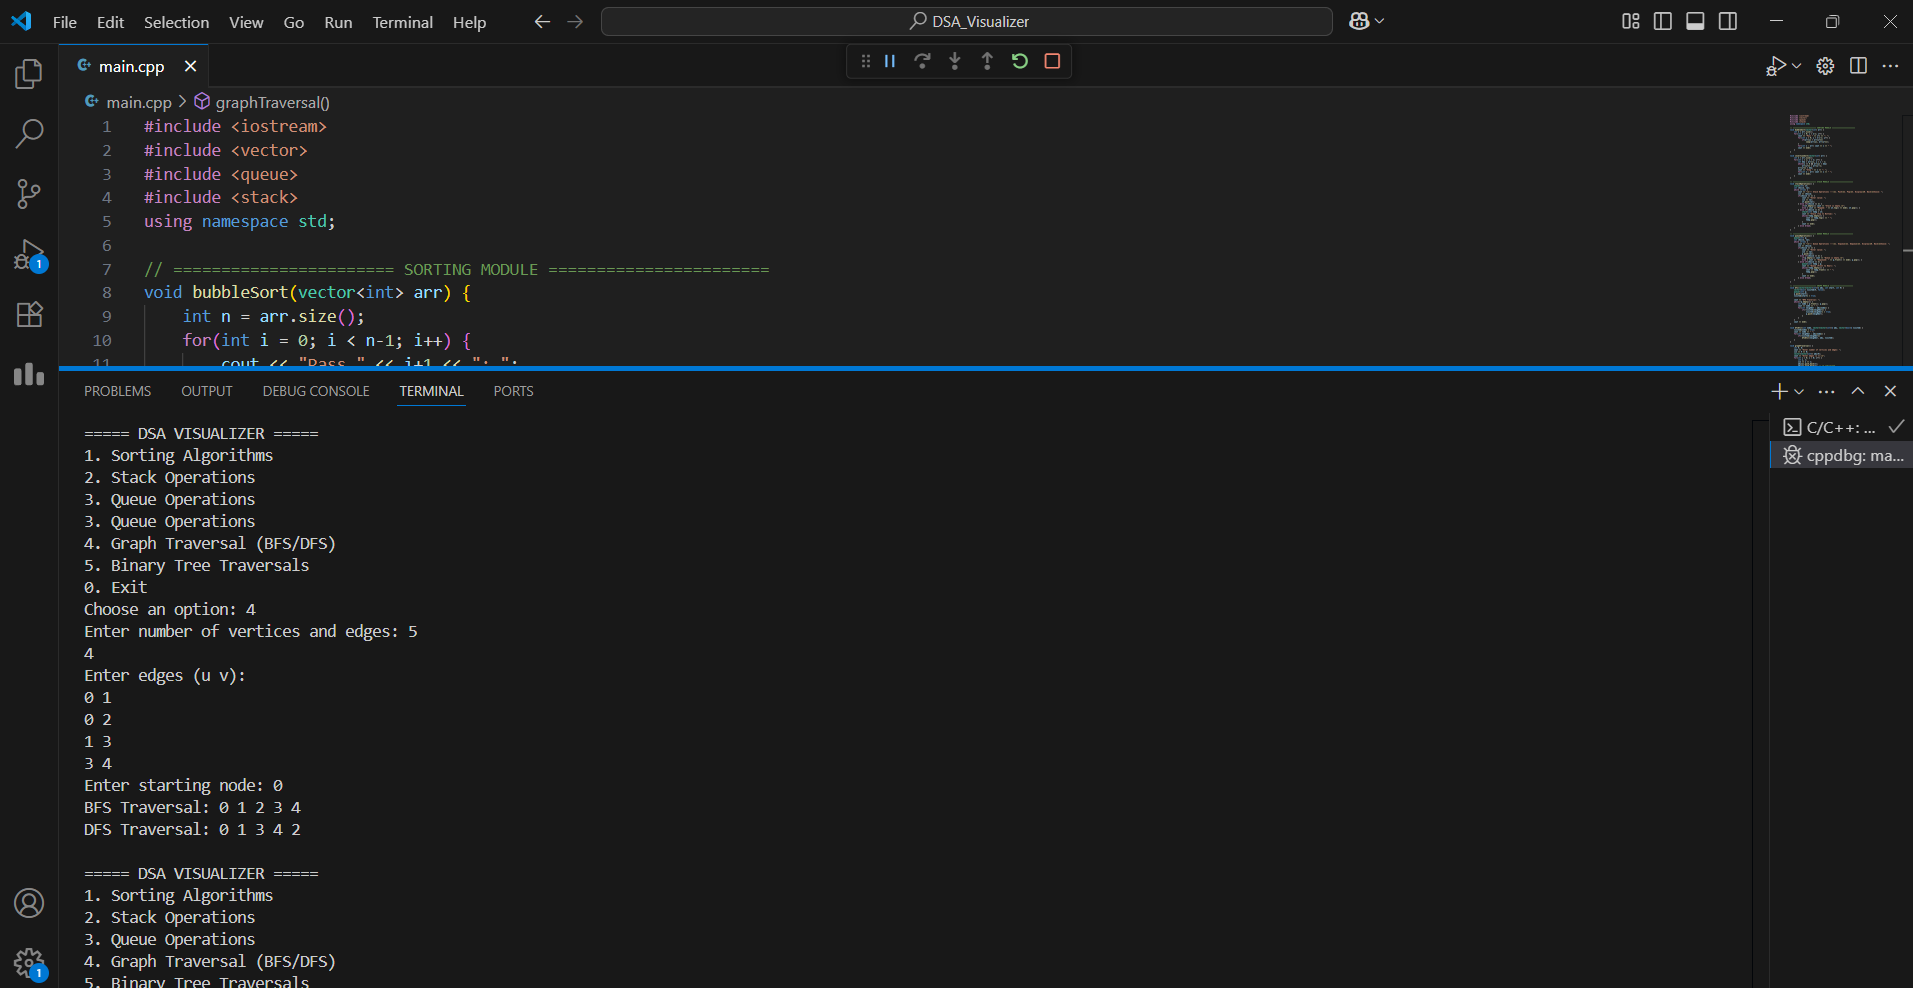 File Edit Selection View Go Run Terminal Help
DSA_Visualizer
main.cpp
main.cpp > graphTraversal()
1 #include <iostream>
2 #include <vector>
3 #include <queue>
4 #include <stack>
5 using namespace std;
6
7 // ======================= SORTING MODULE =======================
8 void bubbleSort(vector<int> arr) {
9 int n = arr.size();
10 for(int i = 0; i < n-1; i++) {
11 cout << "Pass " << i+1 << ": ";
PROBLEMS OUTPUT DEBUG CONSOLE TERMINAL PORTS
C/C++: ...
cppdbg: ma...
===== DSA VISUALIZER =====
1. Sorting Algorithms
2. Stack Operations
3. Queue Operations
3. Queue Operations
4. Graph Traversal (BFS/DFS)
5. Binary Tree Traversals
0. Exit
Choose an option: 4
Enter number of vertices and edges: 5
4
Enter edges (u v):
0 1
0 2
1 3
3 4
Enter starting node: 0
BFS Traversal: 0 1 2 3 4
DFS Traversal: 0 1 3 4 2
===== DSA VISUALIZER =====
1. Sorting Algorithms
2. Stack Operations
3. Queue Operations
4. Graph Traversal (BFS/DFS)
5. Binary Tree Traversals
1
1